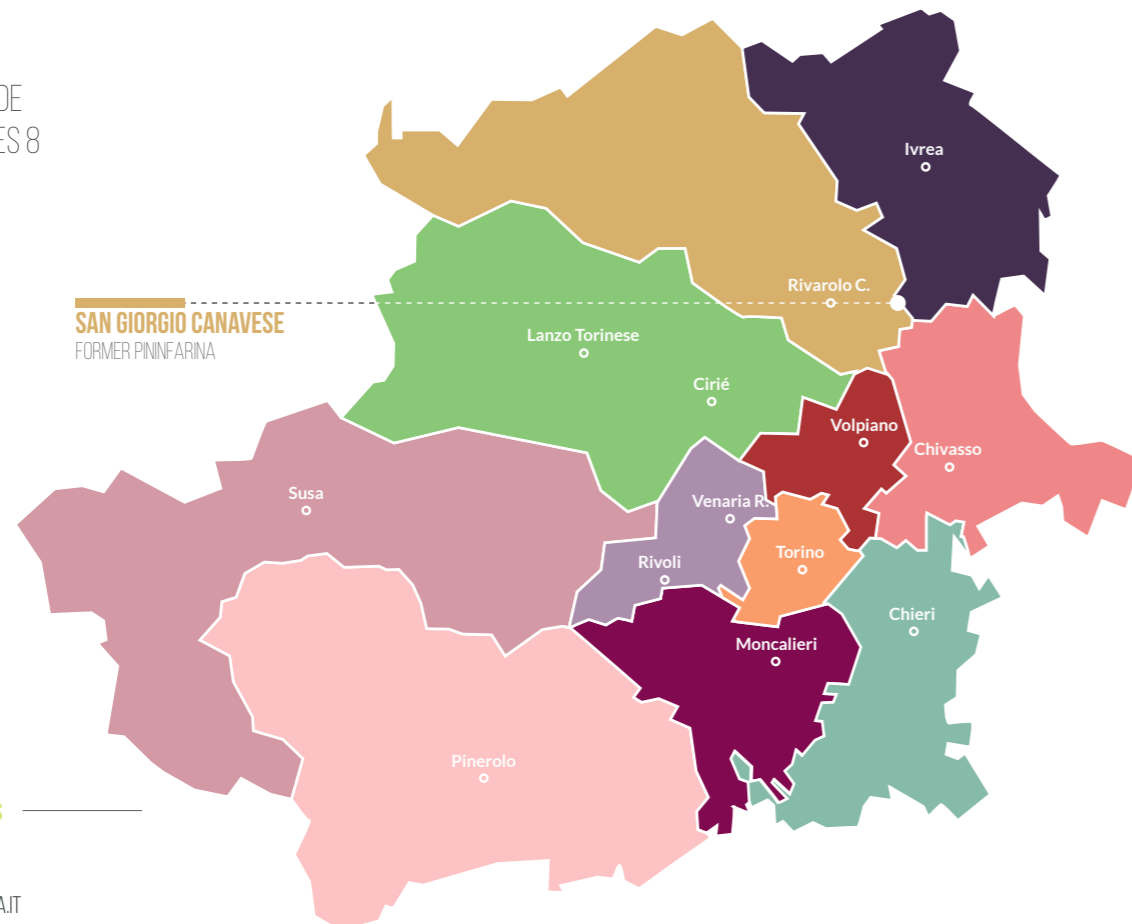 DE
ES 8
Ivrea
Rivarolo C.
SAN GIORGIO CANAVESE
FORMER PININFARINA
Lanzo Torinese
Cirié
Volpiano
Chivasso
Susa
Venaria R.
Torino
Rivoli
Chieri
Moncalieri
Pinerolo
S
A.IT